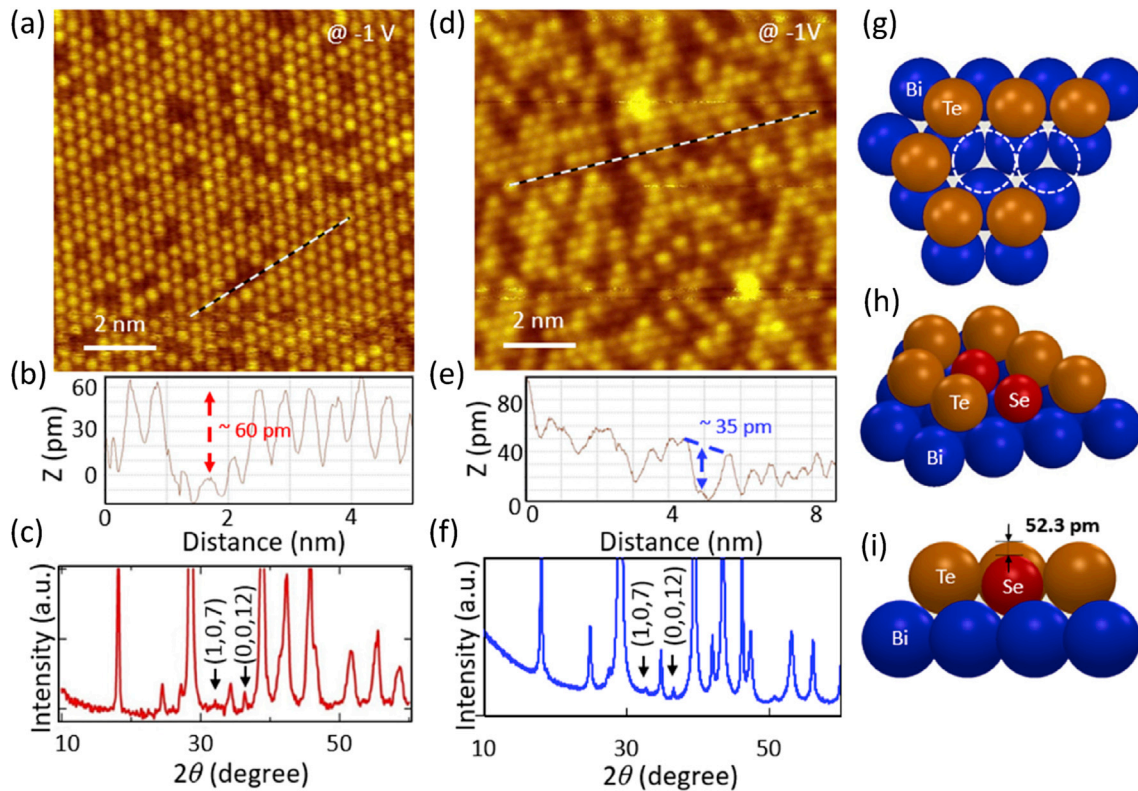 (a)
@ -1 V
2 nm
(b)
Z (pm)
60
30
0
~ 60 pm
0
2
4
Distance (nm)
(c)
Intensity (a.u.)
(1,0,7)
(0,0,12)
10
30
50
2θ (degree)
(d)
@ -1V
2 nm
(e)
Z (pm)
80
40
0
~ 35 pm
0
4
8
Distance (nm)
(f)
Intensity (a.u.)
(1,0,7)
(0,0,12)
10
30
50
2θ (degree)
(g)
Bi
Te
(h)
Te
Se
Bi
(i)
52.3 pm
Te
Se
Bi